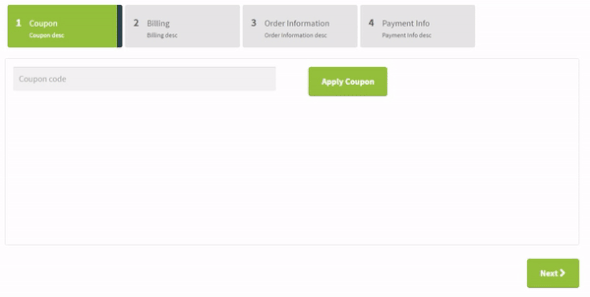 1 Coupon
Coupon desc
2 Billing
Billing desc
3 Order Information
Order Information desc
4 Payment Info
Payment Info desc
Coupon code
Apply Coupon
Next